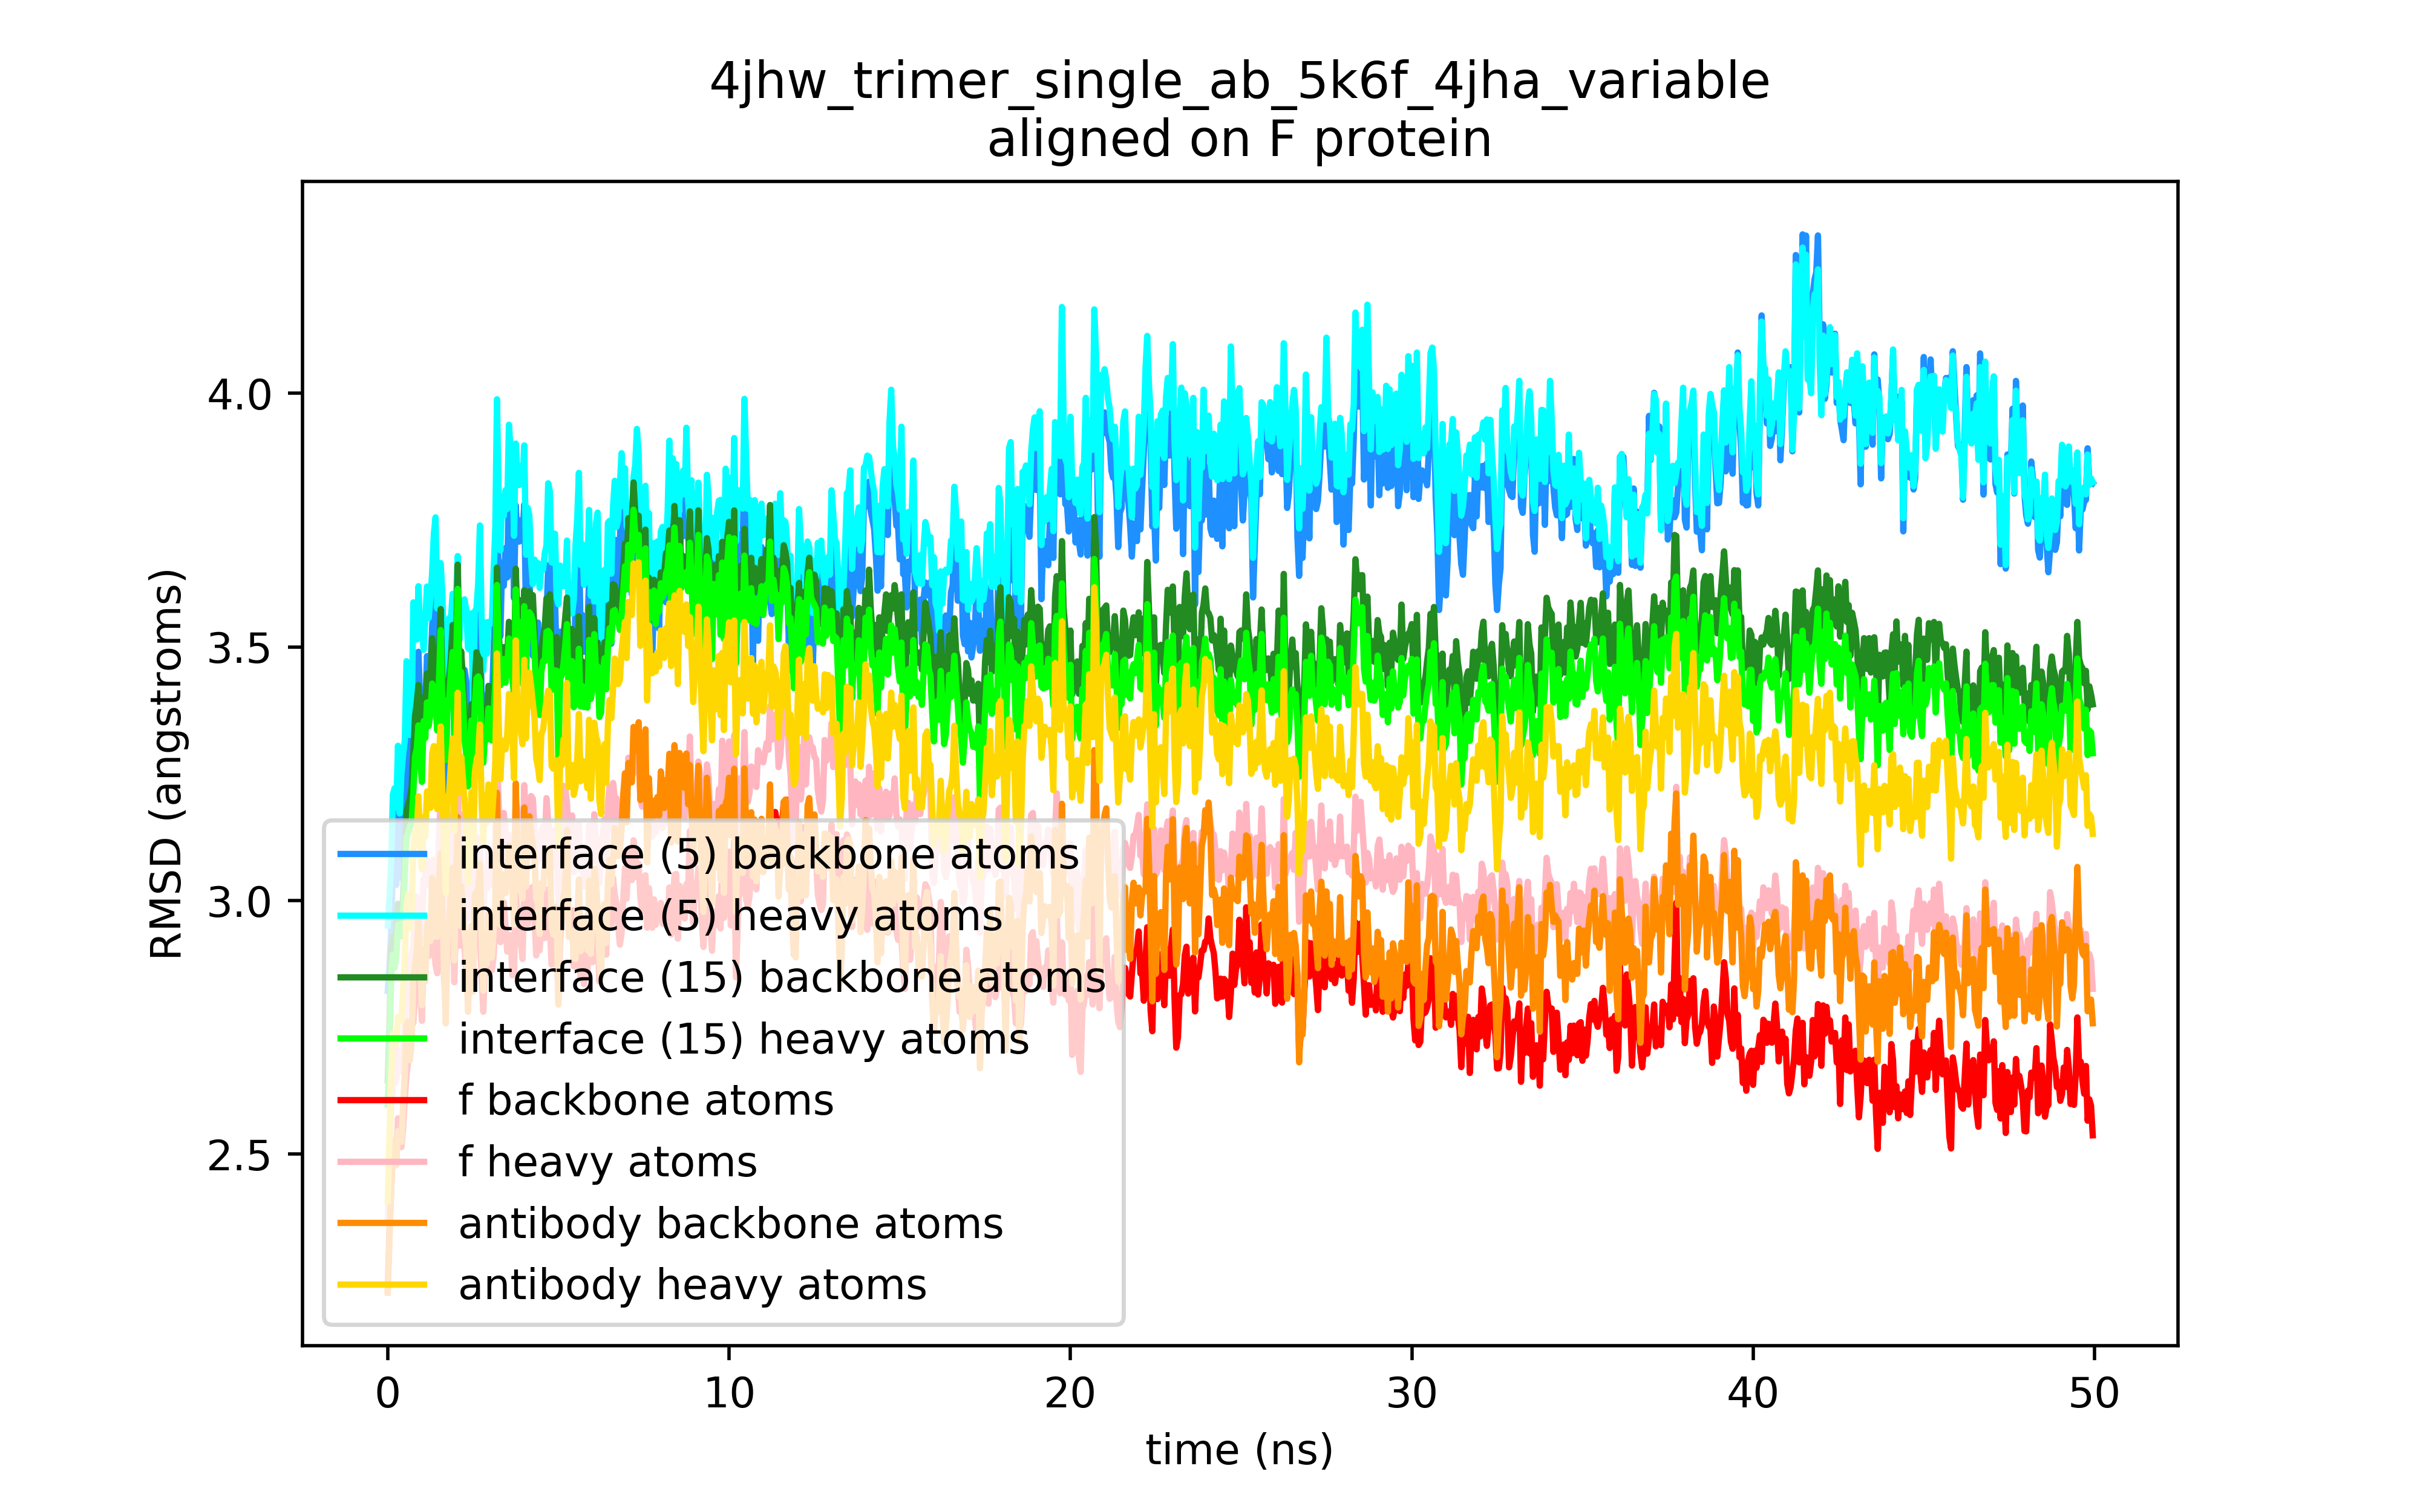 4jhw_trimer_single_ab_5k6f_4jha_variable
aligned on F protein
RMSD (angstroms)
4.0
3.5
3.0
2.5
interface (5) backbone atoms
interface (5) heavy atoms
interface (15) backbone atoms
interface (15) heavy atoms
f backbone atoms
f heavy atoms
antibody backbone atoms
antibody heavy atoms
0 10 20 30 40 50
time (ns)